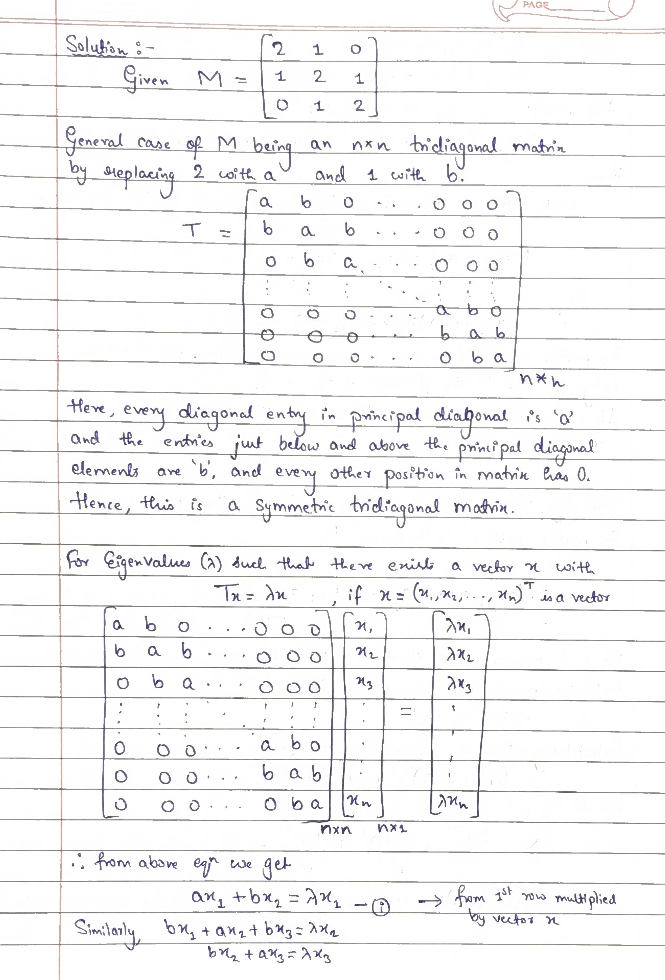 PAGE
Solution :-
Given M = [ 2 1 0
1 2 1
0 1 2 ]
General case of M being an n×n tridiagonal matrix
by replacing 2 with a and 1 with b.
T = [ a b 0 . . . 0 0 0
b a b . . . 0 0 0
0 b a . . . 0 0 0
⋮ ⋮ ⋮ ⋱ ⋮ ⋮ ⋮
0 0 0 . . . a b 0
0 0 0 . . . b a b
0 0 0 . . . 0 b a ] n*n
Here, every diagonal entry in principal diagonal is 'a'
and the entries just below and above the principal diagonal
elements are 'b', and every other position in matrix has 0.
Hence, this is a symmetric tridiagonal matrix.
For Eigenvalues (λ) such that there exists a vector x with
Tx = λx , if x = (x₁, x₂, ..., xₙ)ᵀ is a vector
[ a b 0 . . . 0 0 0 ] [ x₁ ] [ λx₁ ]
b a b . . . 0 0 0 x₂ λx₂
0 b a . . . 0 0 0 x₃ λx₃
⋮ ⋮ ⋮ ⋮ ⋮ ⋮ ⋮ = ⋮
0 0 0 . . . a b 0
0 0 0 . . . b a b
0 0 0 . . . 0 b a xₙ λxₙ
n×n n×1
∴ from above eqⁿ we get
ax₁ + bx₂ = λx₁ — ① → from 1st row multiplied
by vector x
Similarly, bx₁ + ax₂ + bx₃ = λx₂
bx₂ + ax₃ = λx₃